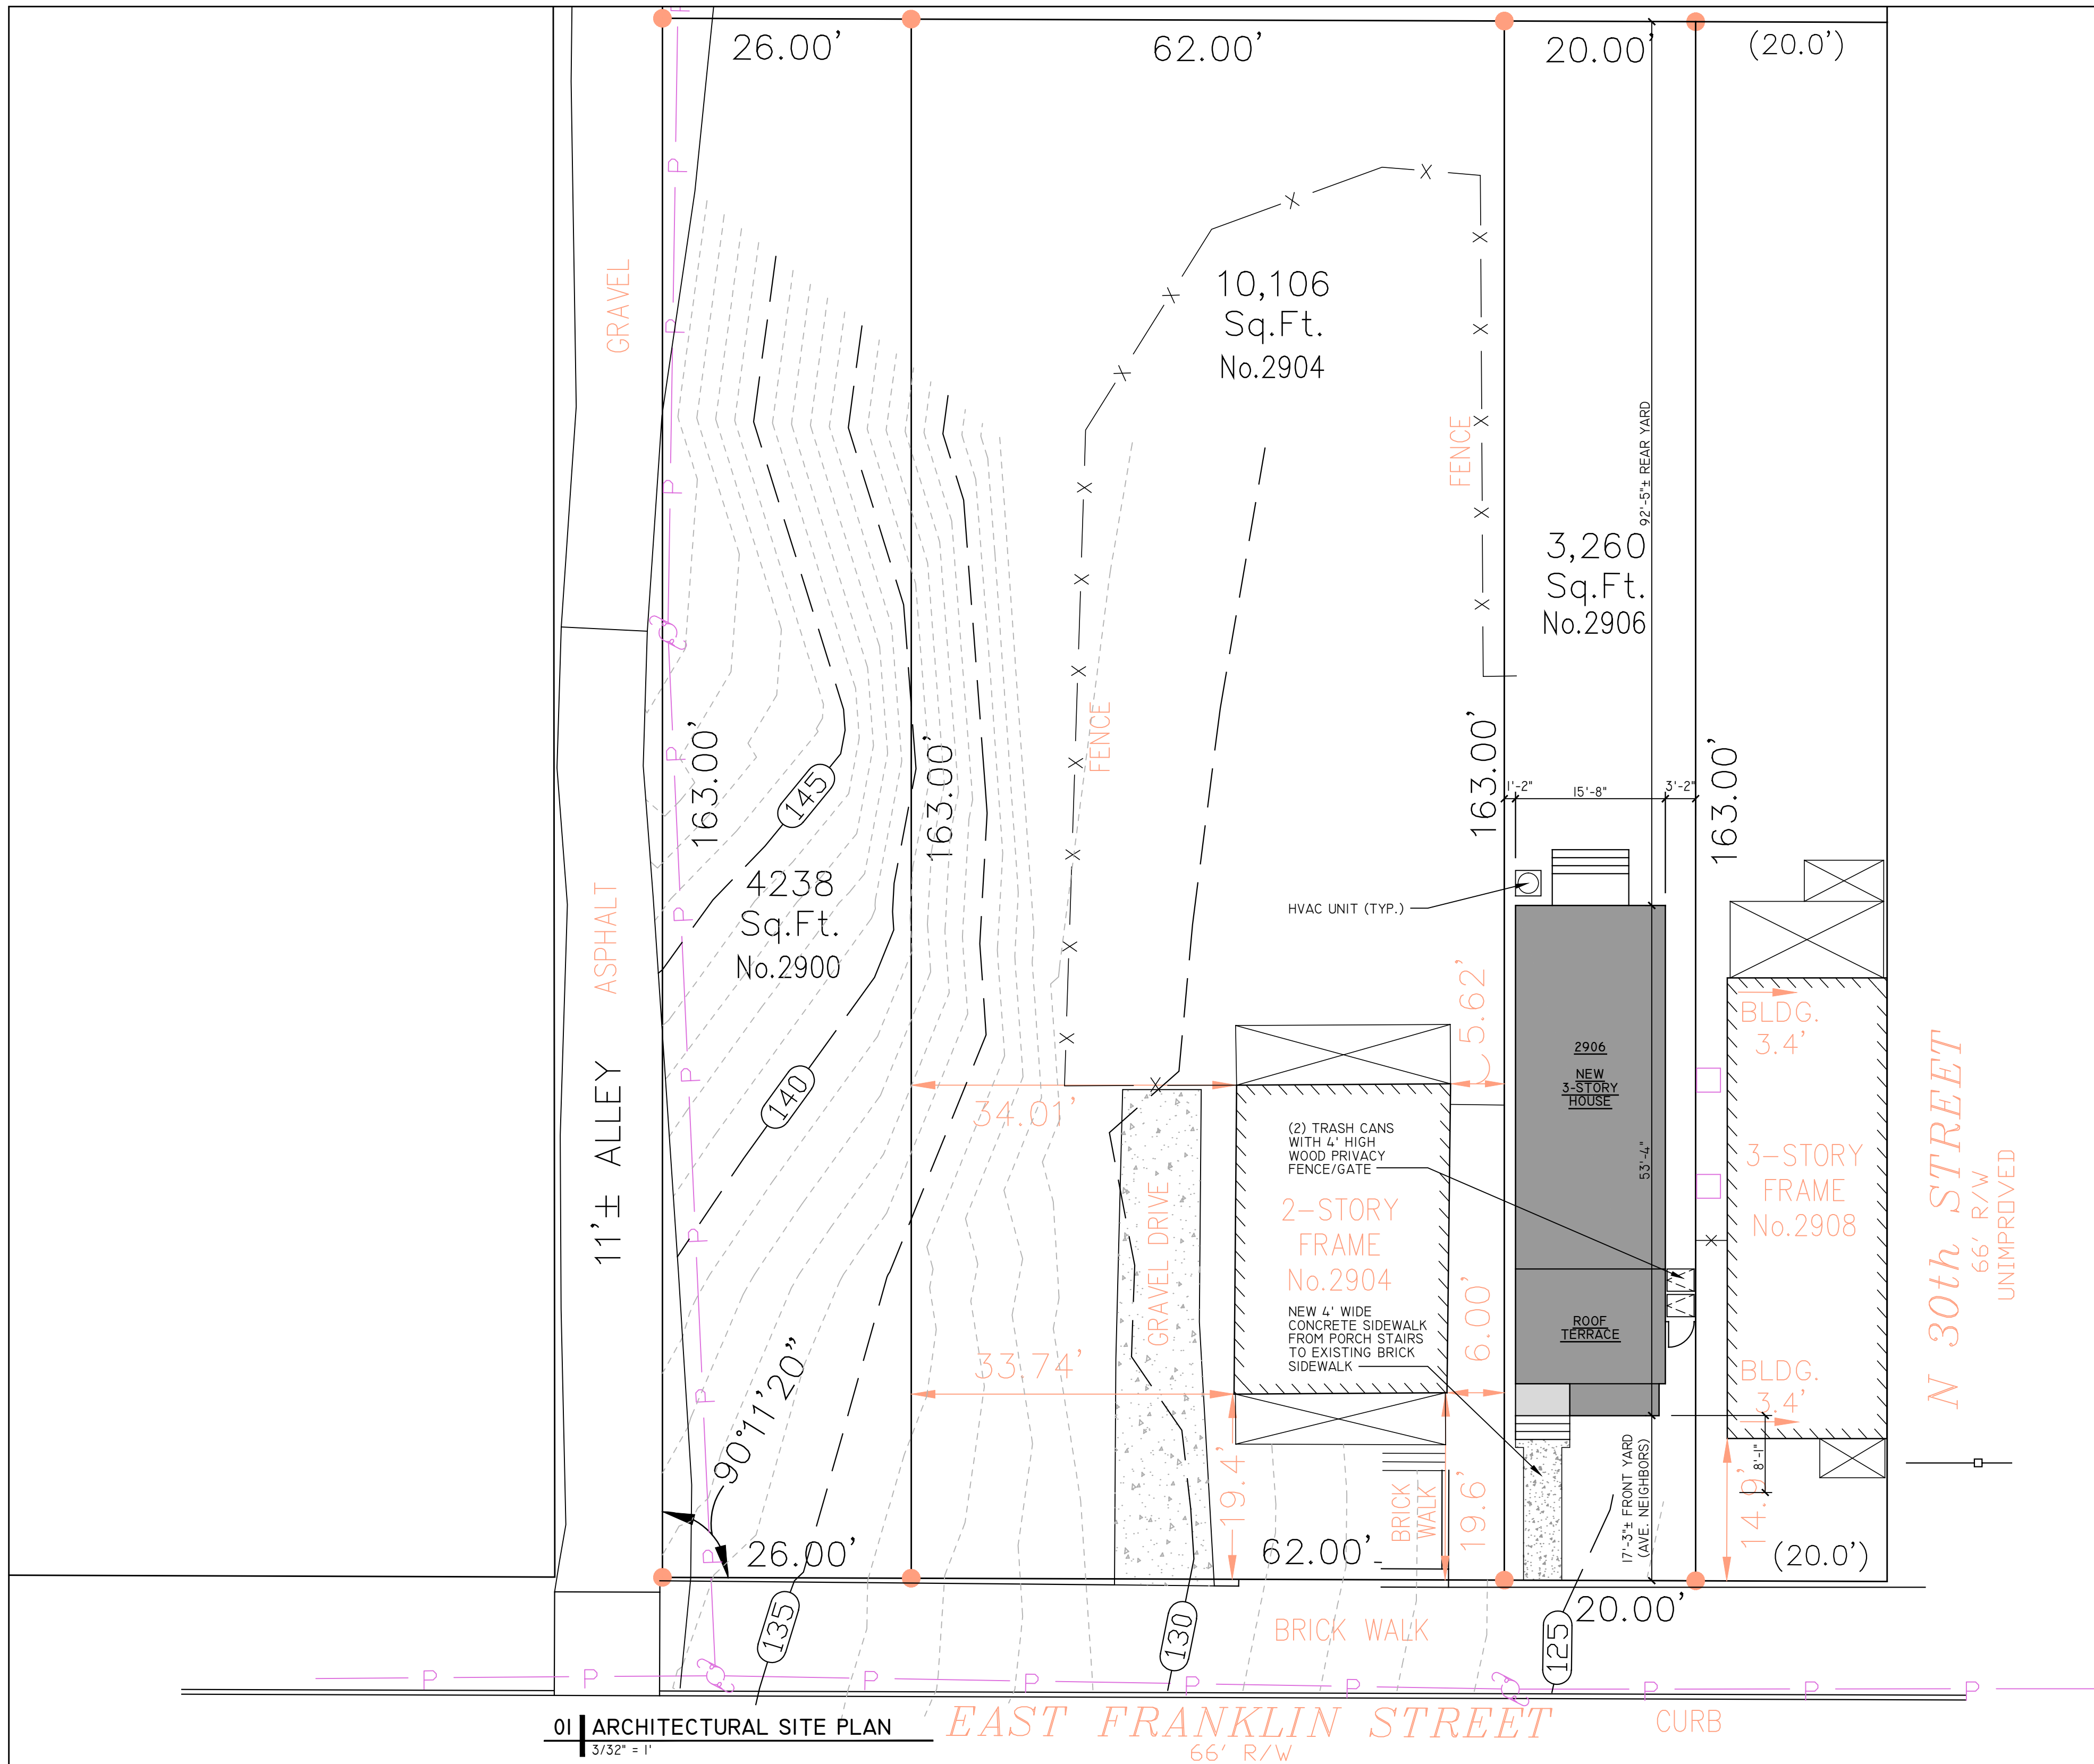 26.00'
62.00'
20.00'
(20.0')
P
P
X
X
X
GRAVEL
10,106
Sq.Ft.
No.2904
X
X
P
X
X
FENCE
X
92'-5"± REAR YARD
P
X
X
3,260
Sq.Ft.
No.2906
X
X
X
FENCE
163.00'
163.00'
163.00'
163.00'
P
X
145
1'-2"
15'-8"
3'-2"
X
4238
Sq.Ft.
No.2900
HVAC UNIT (TYP.)
ASPHALT
P
X
5.62'
BLDG.
3.4'
X
2906
NEW
3-STORY
HOUSE
11'± ALLEY
P
140
34.01'
X
(2) TRASH CANS
WITH 4' HIGH
WOOD PRIVACY
FENCE/GATE
53'-4"
3-STORY
FRAME
No.2908
N 30th STREET
66' R/W
UNIMPROVED
2-STORY
FRAME
No.2904
GRAVEL DRIVE
P
X
NEW 4' WIDE
CONCRETE SIDEWALK
FROM PORCH STAIRS
TO EXISTING BRICK
SIDEWALK
6.00'
ROOF
TERRACE
33.74'
BLDG.
3.4'
P
90°11'20"
19.4'
BRICK
WALK
19.6'
17'-3"± FRONT YARD
(AVE. NEIGHBORS)
8'-1"
14.9'
P
26.00'
62.00'
(20.0')
20.00'
135
130
BRICK WALK
125
P
P
P
P
P
P
P
P
P
01 ARCHITECTURAL SITE PLAN
3/32" = 1'
EAST FRANKLIN STREET
66' R/W
CURB